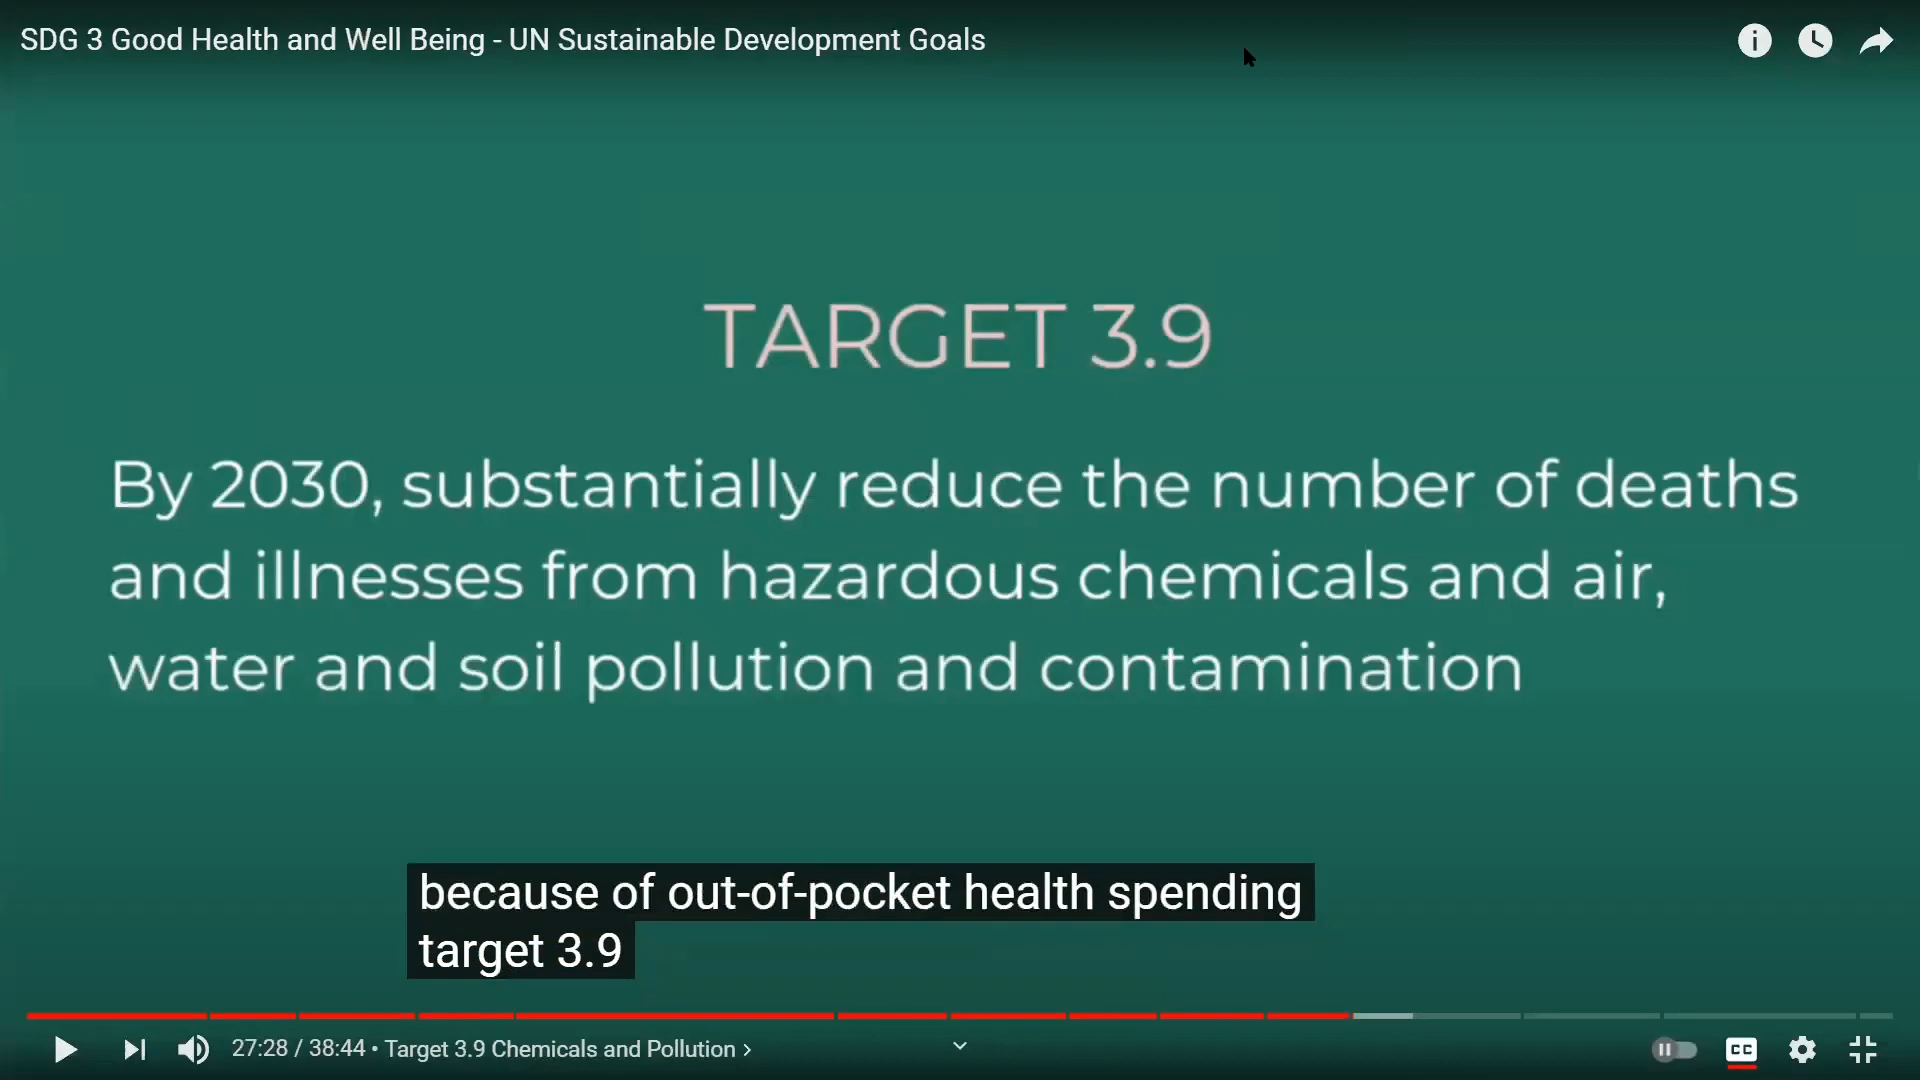 SDG 3 Good Health and Well Being - UN Sustainable Development Goals
TARGET 3.9
By 2030, substantially reduce the number of deaths
and illnesses from hazardous chemicals and air,
water and soil pollution and contamination
because of out-of-pocket health spending
target 3.9
27:28 / 38:44 • Target 3.9 Chemicals and Pollution ›
CC